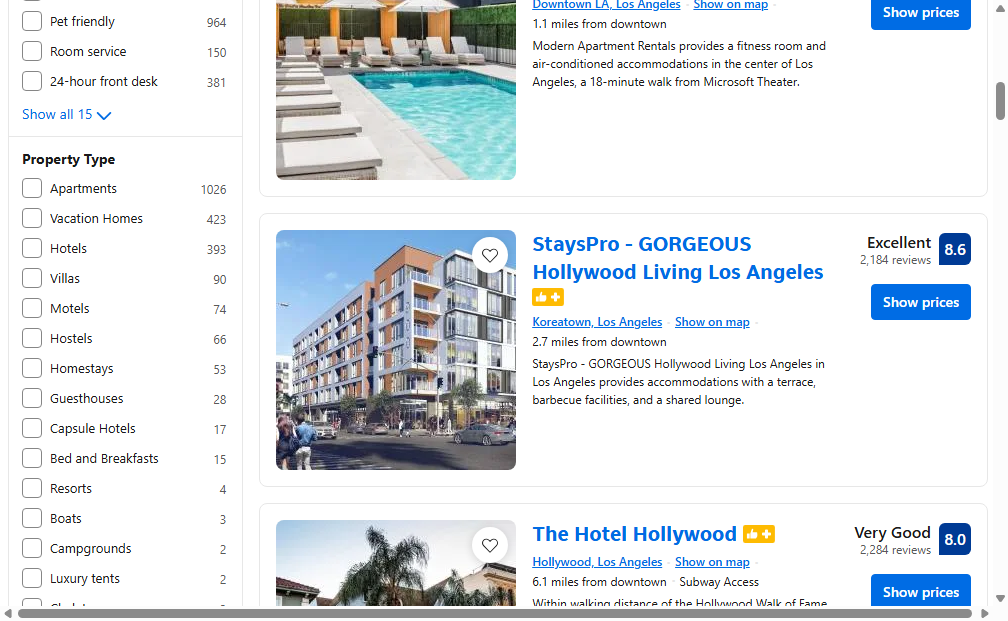 Pet friendly 964
Room service 150
24-hour front desk 381
Show all 15
Property Type
Apartments 1026
Vacation Homes 423
Hotels 393
Villas 90
Motels 74
Hostels 66
Homestays 53
Guesthouses 28
Capsule Hotels 17
Bed and Breakfasts 15
Resorts 4
Boats 3
Campgrounds 2
Luxury tents 2
Downtown LA, Los Angeles · Show on map ·
1.1 miles from downtown
Modern Apartment Rentals provides a fitness room and
air-conditioned accommodations in the center of Los
Angeles, a 18-minute walk from Microsoft Theater.
Show prices
StaysPro - GORGEOUS
Hollywood Living Los Angeles
Koreatown, Los Angeles · Show on map ·
2.7 miles from downtown
StaysPro - GORGEOUS Hollywood Living Los Angeles in
Los Angeles provides accommodations with a terrace,
barbecue facilities, and a shared lounge.
Excellent
2,184 reviews
8.6
Show prices
The Hotel Hollywood
Hollywood, Los Angeles · Show on map ·
6.1 miles from downtown · Subway Access
Within walking distance of the Hollywood Walk of Fame
Very Good
2,284 reviews
8.0
Show prices